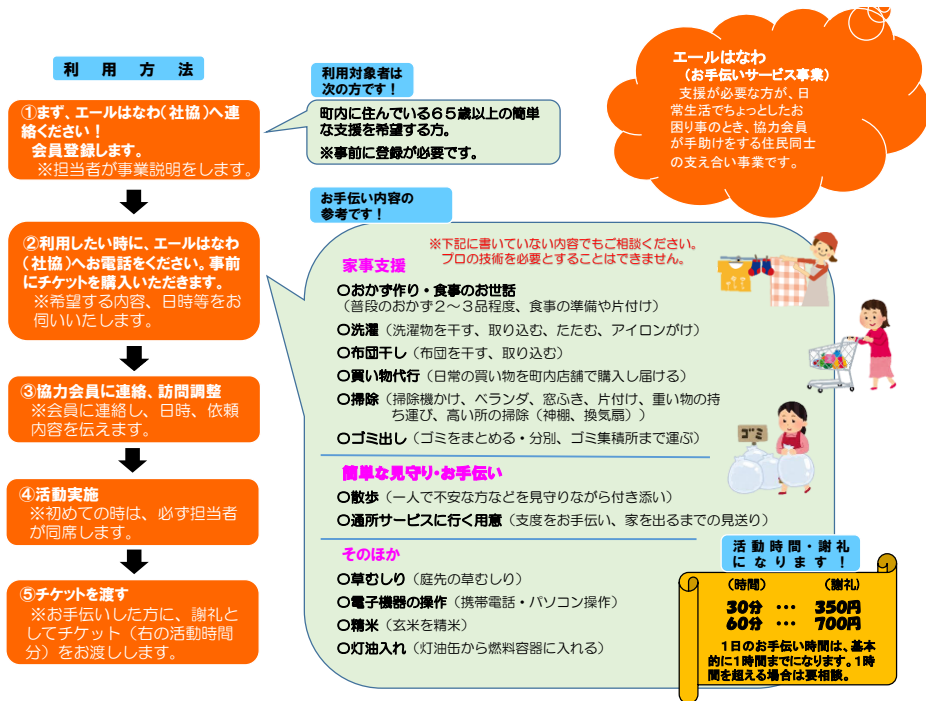 利用方法
①まず、エールはなわ(社協)へ連
絡ください！
会員登録します。
※担当者が事業説明をします。
②利用したい時に、エールはなわ
(社協)へお電話をください。事前
にチケットを購入いただきます。
※希望する内容、日時等をお
伺いいたします。
③協力会員に連絡、訪問調整
※会員に連絡し、日時、依頼
内容を伝えます。
④活動実施
※初めての時は、必ず担当者
が同席します。
⑤チケットを渡す
※お手伝いした方に、謝礼と
してチケット（右の活動時間
分）をお渡しします。
利用対象者は
次の方です！
町内に住んでいる６５歳以上の簡単
な支援を希望する方。
※事前に登録が必要です。
エールはなわ
（お手伝いサービス事業）
支援が必要な方が、日
常生活でちょっとしたお
困り事のとき、協力会員
が手助けをする住民同士
の支え合い事業です。
お手伝い内容の
参考です！
※下記に書いていない内容でもご相談ください。
プロの技術を必要とすることはできません。
家事支援
〇おかず作り・食事のお世話
（普段のおかず２～３品程度、食事の準備や片付け）
〇洗濯（洗濯物を干す、取り込む、たたむ、アイロンがけ）
〇布団干し（布団を干す、取り込む）
〇買い物代行（日常の買い物を町内店舗で購入し届ける）
〇掃除（掃除機かけ、ベランダ、窓ふき、片付け、重い物の持
ち運び、高い所の掃除（神棚、換気扇））
〇ゴミ出し（ゴミをまとめる・分別、ゴミ集積所まで運ぶ）
ゴミ
簡単な見守り・お手伝い
〇散歩（一人で不安な方などを見守りながら付き添い）
〇通所サービスに行く用意（支度をお手伝い、家を出るまでの見送り）
そのほか
〇草むしり（庭先の草むしり）
〇電子機器の操作（携帯電話・パソコン操作）
〇精米（玄米を精米）
〇灯油入れ（灯油缶から燃料容器に入れる）
活動時間・謝礼
になります！
（時間） （謝礼）
30分 … 350円
60分 … 700円
１日のお手伝い時間は、基本
的に１時間までになります。１時
間を超える場合は要相談。